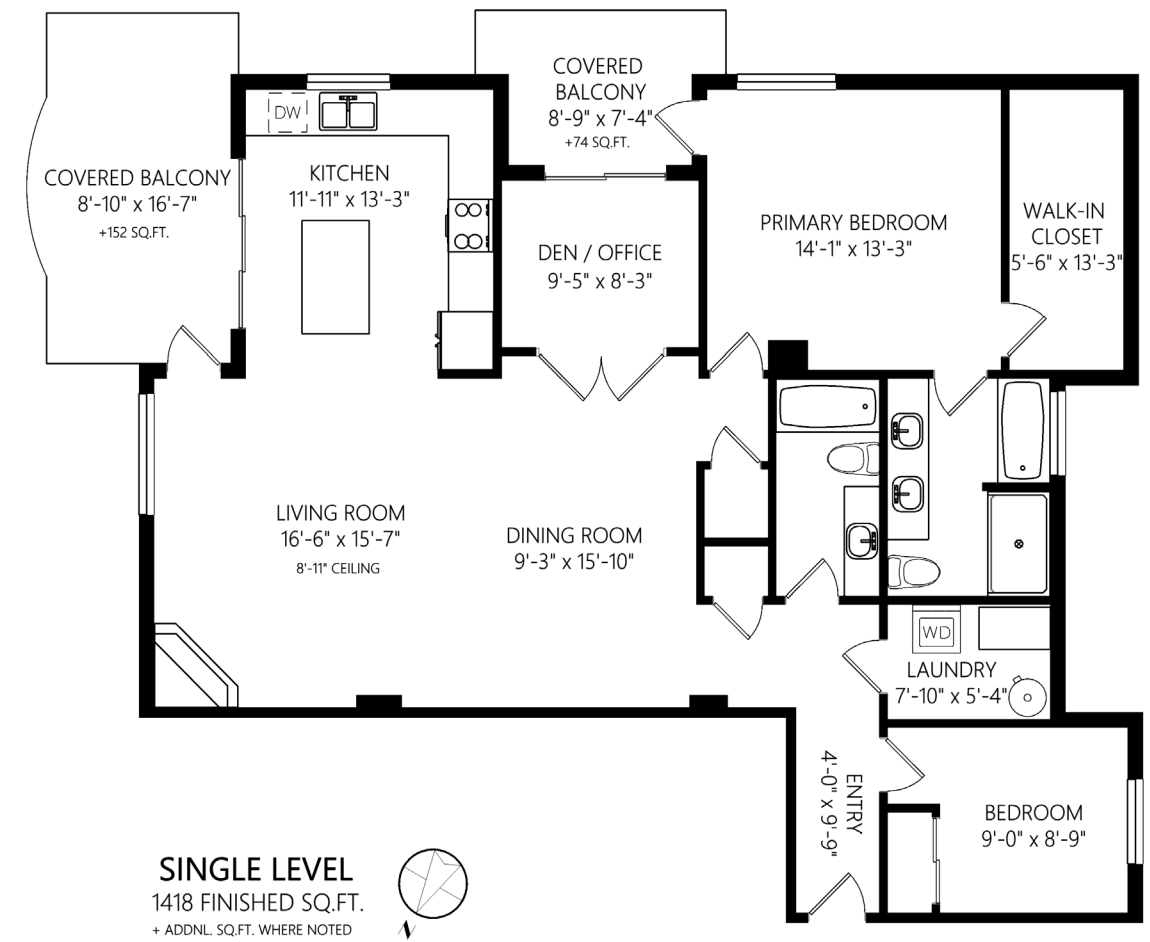 COVERED
BALCONY
8'-9" x 7'-4"
+74 SQ.FT.
DW
COVERED BALCONY
8'-10" x 16'-7"
+152 SQ.FT.
KITCHEN
11'-11" x 13'-3"
DEN / OFFICE
9'-5" x 8'-3"
PRIMARY BEDROOM
14'-1" x 13'-3"
WALK-IN
CLOSET
5'-6" x 13'-3"
LIVING ROOM
16'-6" x 15'-7"
8'-11" CEILING
DINING ROOM
9'-3" x 15'-10"
WD
LAUNDRY
7'-10" x 5'-4"
ENTRY
4'-0" x 9'-9"
BEDROOM
9'-0" x 8'-9"
SINGLE LEVEL
1418 FINISHED SQ.FT.
+ ADDNL. SQ.FT. WHERE NOTED
N